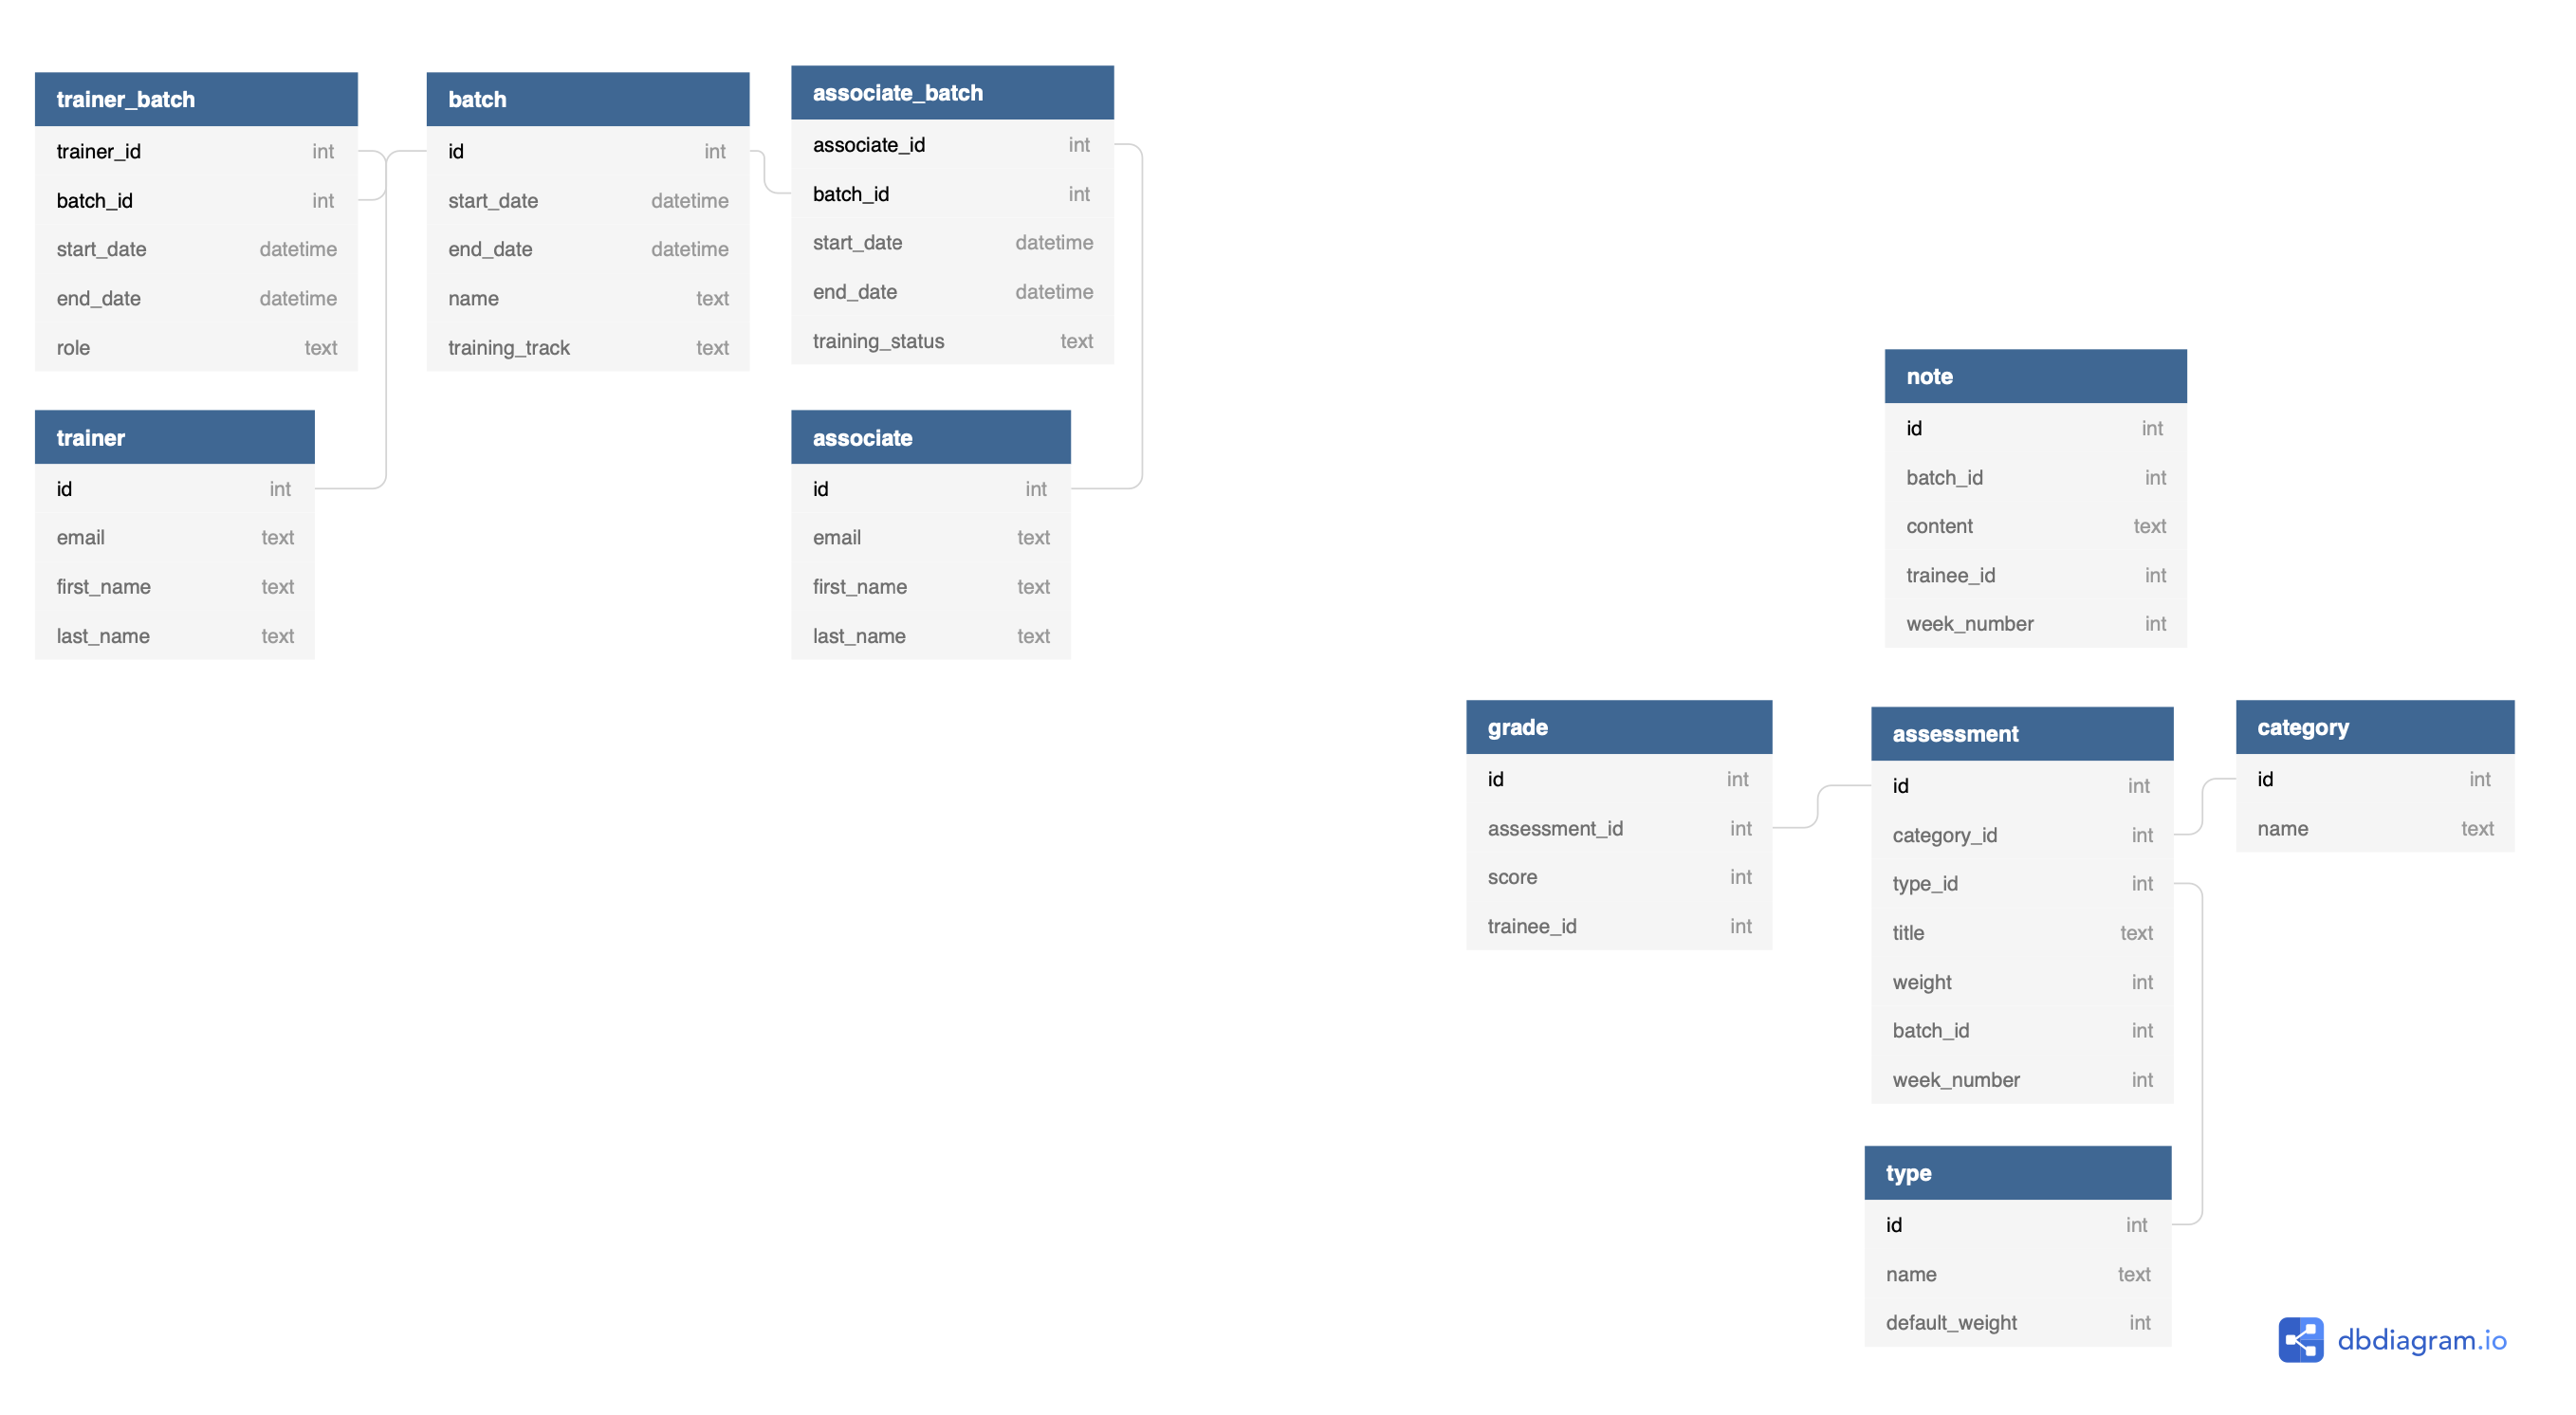 trainer_batch
trainer_id int
batch_id int
start_date datetime
end_date datetime
role text
batch
id int
start_date datetime
end_date datetime
name text
training_track text
associate_batch
associate_id int
batch_id int
start_date datetime
end_date datetime
training_status text
trainer
id int
email text
first_name text
last_name text
associate
id int
email text
first_name text
last_name text
note
id int
batch_id int
content text
trainee_id int
week_number int
grade
id int
assessment_id int
score int
trainee_id int
assessment
id int
category_id int
type_id int
title text
weight int
batch_id int
week_number int
category
id int
name text
type
id int
name text
default_weight int
dbdiagram.io